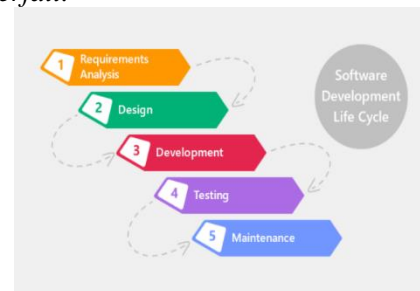 1
Requirements
Analysis
2
Design
3
Development
4
Testing
5
Maintenance
Software
Development
Life Cycle